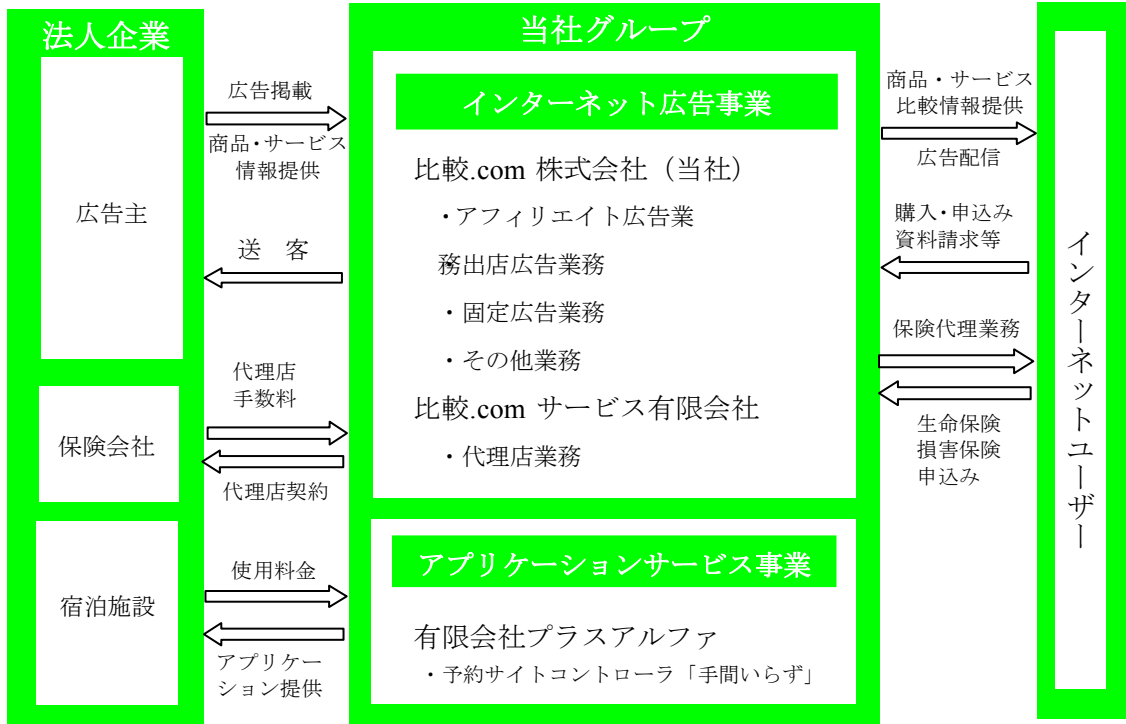 法人企業
広告主
保険会社
宿泊施設
広告掲載
商品・サービス
情報提供
送 客
代理店
手数料
代理店契約
使用料金
アプリケー
ション提供
当社グループ
インターネット広告事業
比較.com 株式会社（当社）
・アフィリエイト広告業
務出店広告業務
・固定広告業務
・その他業務
比較.com サービス有限会社
・代理店業務
アプリケーションサービス事業
有限会社プラスアルファ
・予約サイトコントローラ「手間いらず」
商品・サービス
比較情報提供
広告配信
購入・申込み
資料請求等
保険代理業務
生命保険
損害保険
申込み
インターネットユーザー